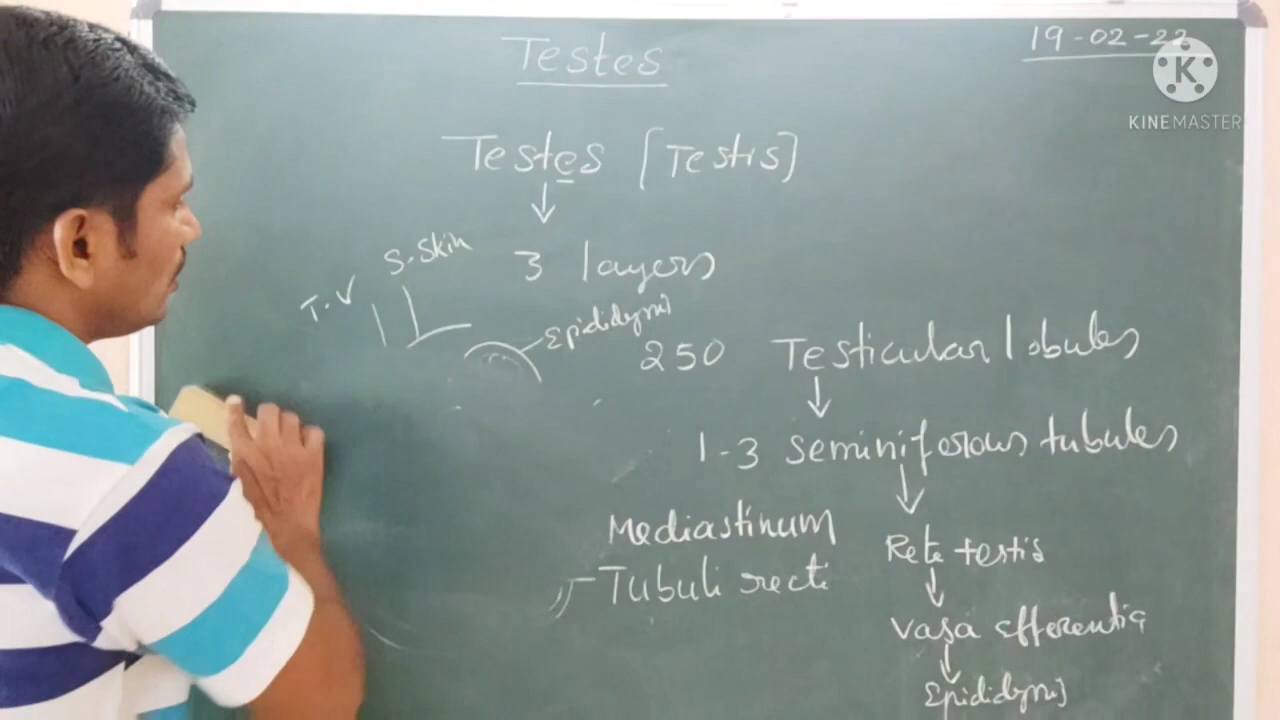 Testes
19-02-22
K
KINEMASTER
Testes [Testis]
↓
3 layers
S.Skin
T.V
Epididymis
250 Testicular lobules
↓
1-3 seminiferous tubules
↓
Mediastinum
Rete testis
Tubuli recti
↓
Vasa efferentia
↓
Epididymis